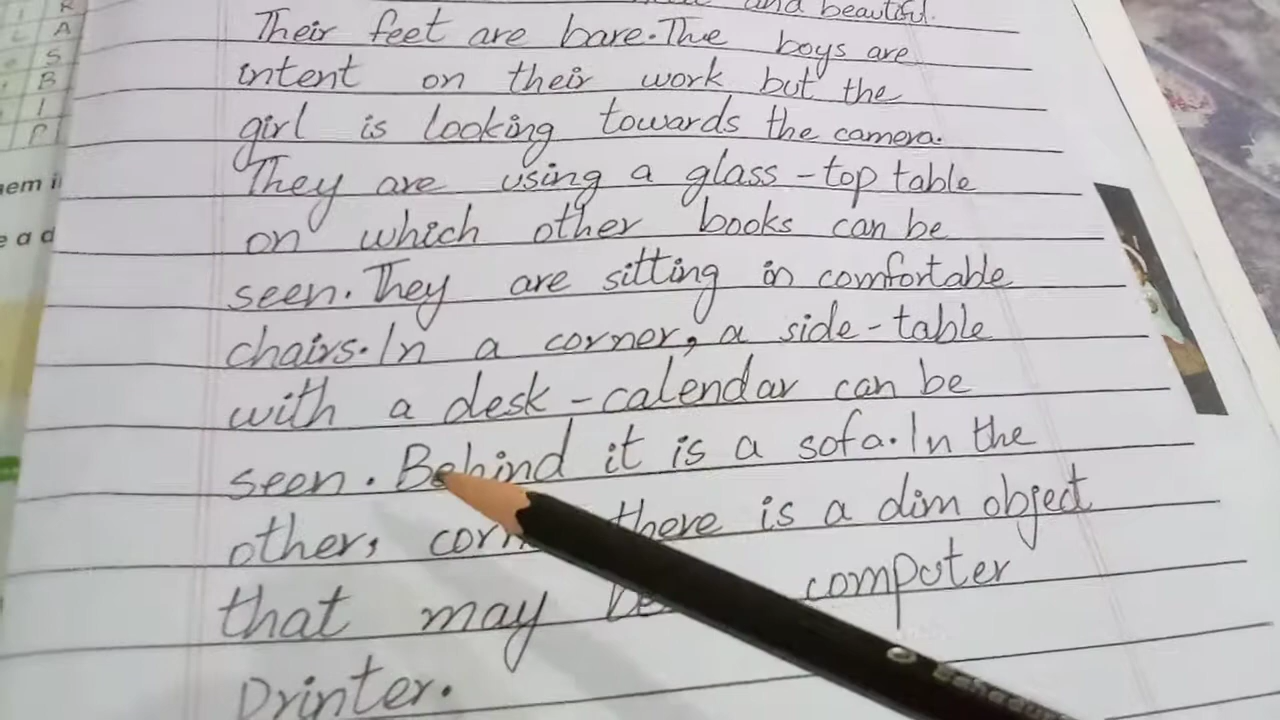 and beautiful.
Their feet are bare. The boys are
intent on their work but the
girl is looking towards the camera.
They are using a glass-top table
on which other books can be
seen. They are sitting in comfortable
chairs. In a corner, a side-table
with a desk-calendar can be
seen. Behind it is a sofa. In the
other, there is a dim object
that may computer
printer.